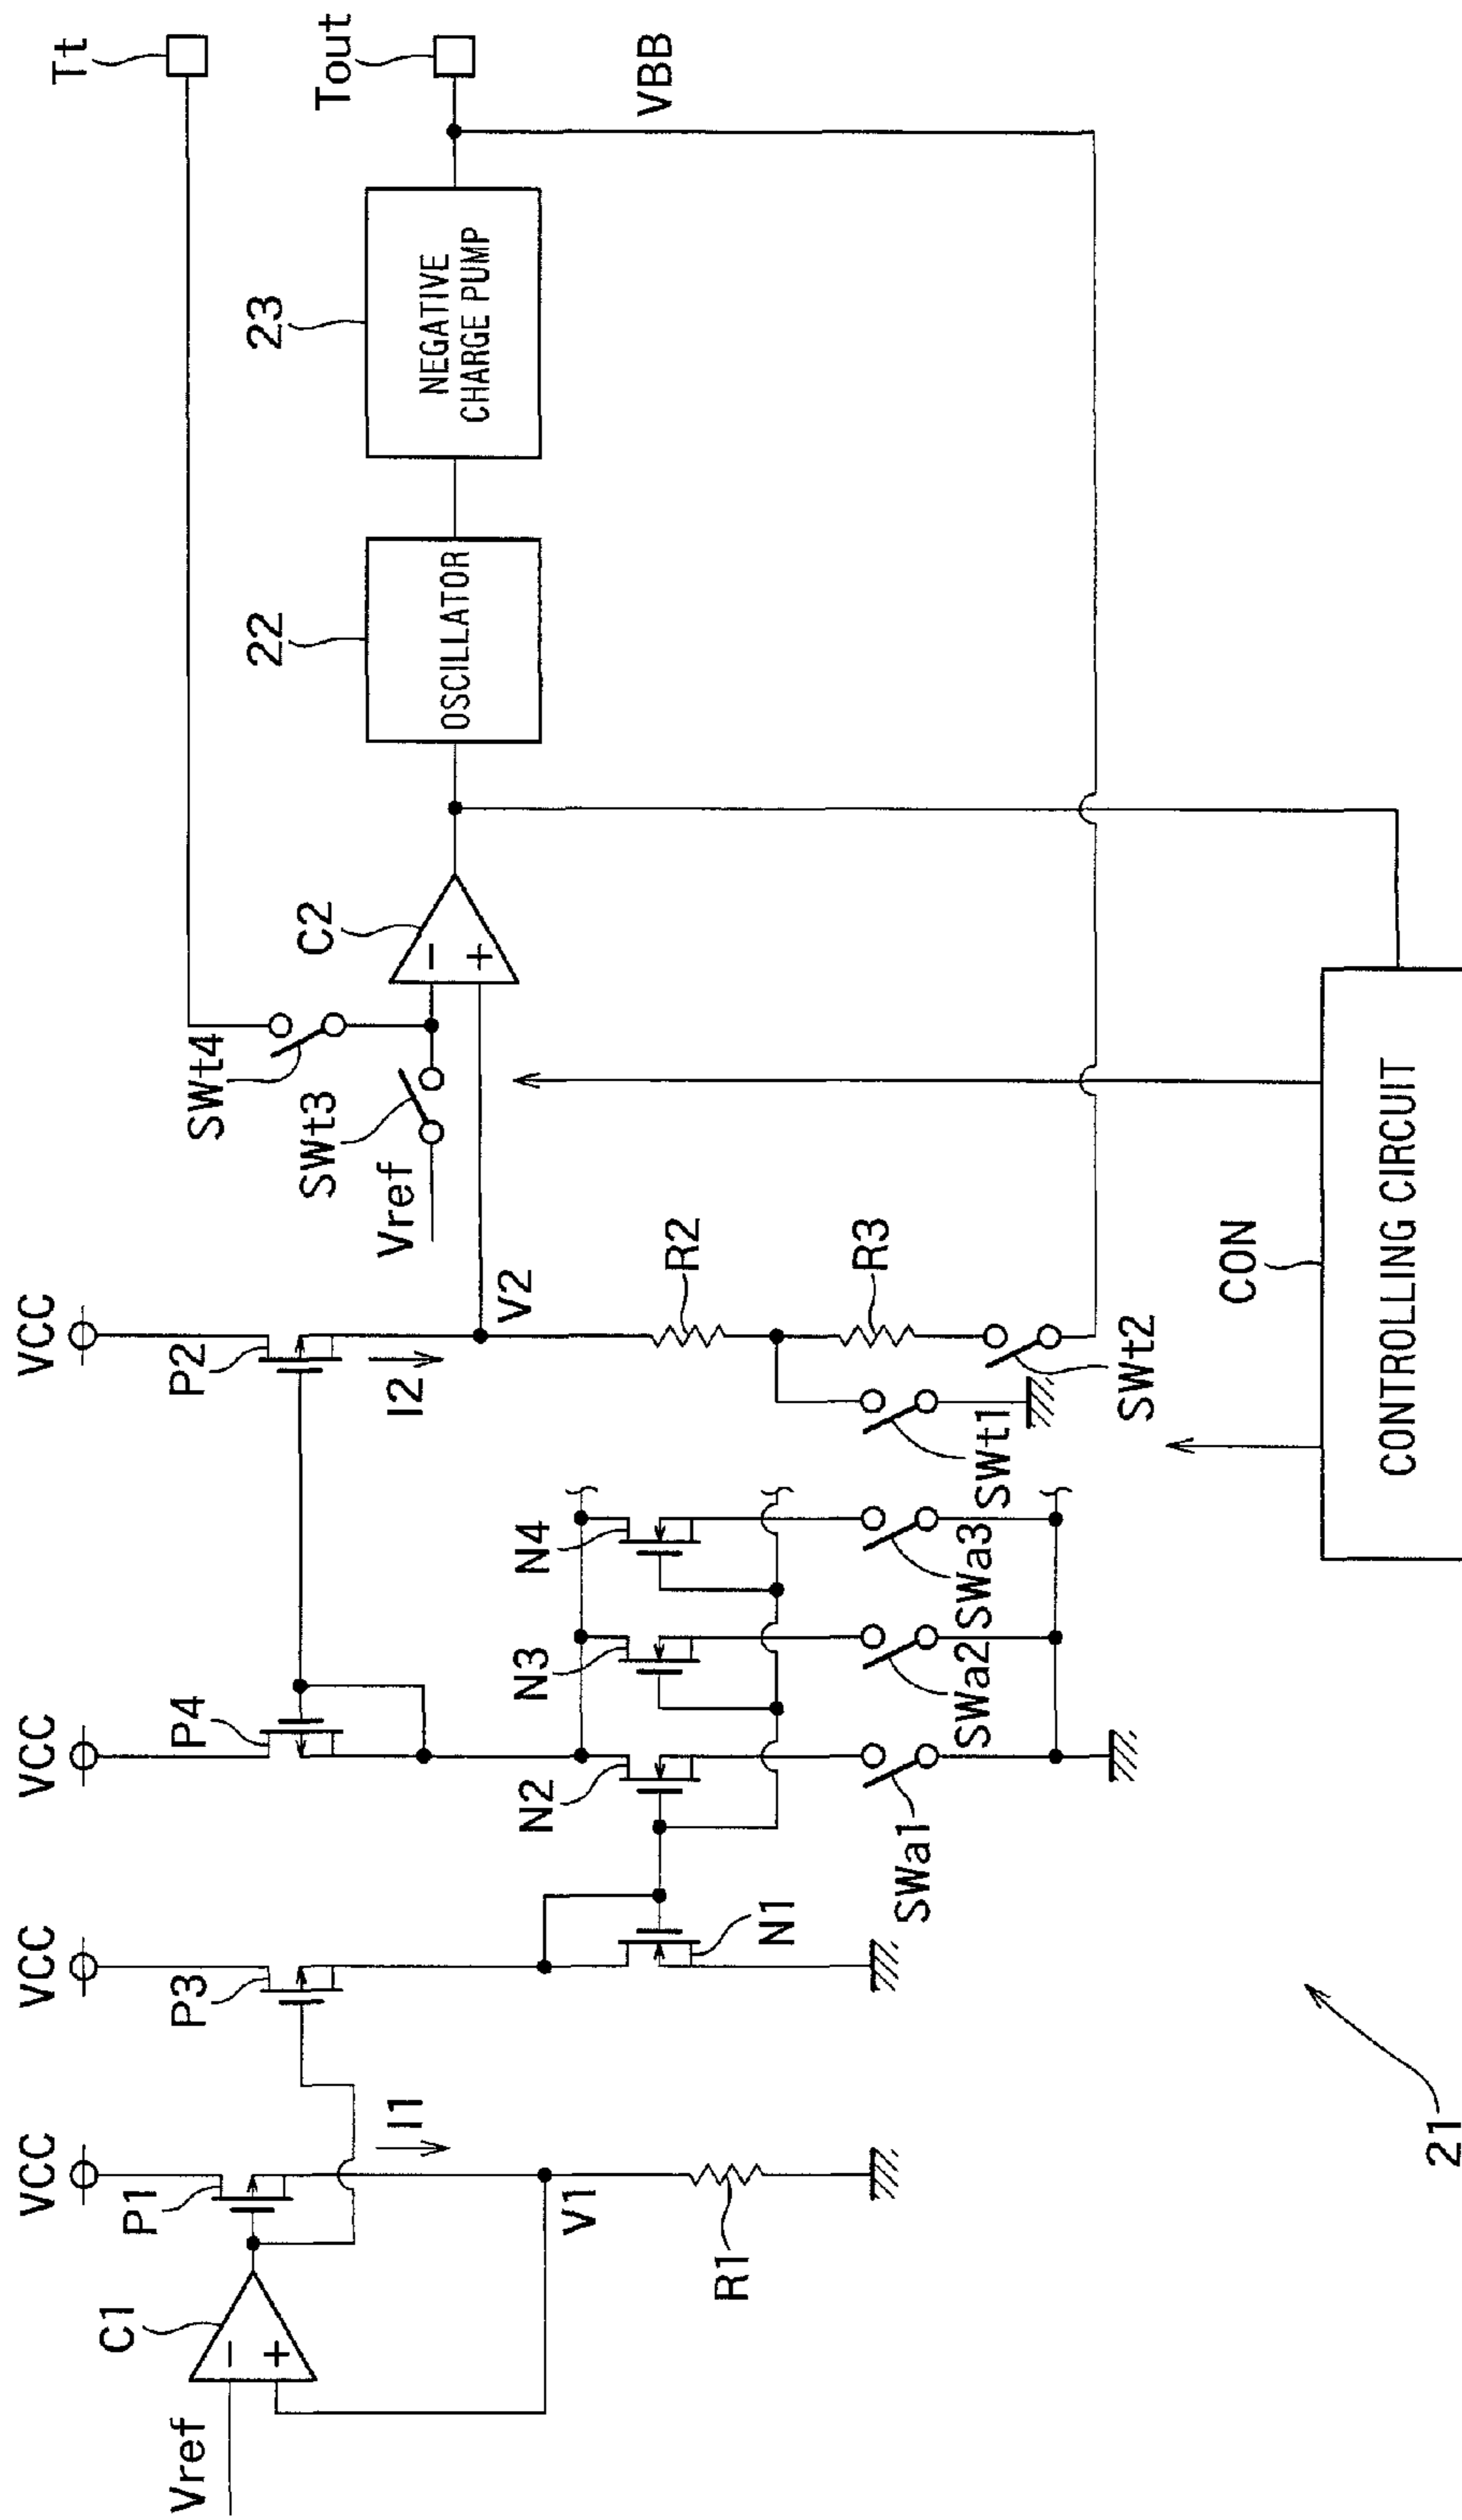 VCC
VCC
VCC
VCC
Tt
Tout
VBB
C1
Vref
P1
I1
V1
R1
P3
N1
P4
N2
N3
N4
SWa1
SWa2
SWa3
P2
I2
V2
R2
R3
SWt1
SWt2
Vref
SWt3
SWt4
C2
-
+
-
+
22
OSCILLATOR
23
NEGATIVE
CHARGE PUMP
CON
CONTROLLING CIRCUIT
21